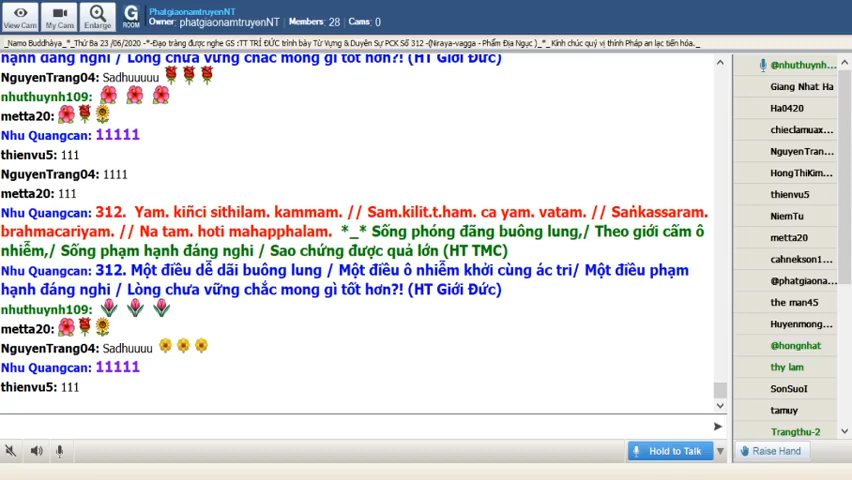 PhatgiaonamtruyenNT
Owner: phatgiaonamtruyenNT Members: 28 Cams: 0
View Cam
My Cam
Enlarge
G ROOM
_Namo Buddhàya_*_Thứ Ba 23 /06/2020 -*-Đạo tràng được nghe GS :TT TRÍ ĐỨC trình bày Từ Vựng &Duyên Sự PCK Số 312 -(Niraya-vagga - Phẩm Địa Ngục )_*_ Kính chúc quý vị thính Pháp an lạc tiến hóa._
hạnh đáng nghi / Lòng chưa vững chắc mong gì tốt hơn?! (HT Giới Đức)
NguyenTrang04: Sadhuuuuu
nhuthuynh109:
metta20:
Nhu Quangcan: 11111
thienvu5: 111
NguyenTrang04: 1111
metta20: 111
Nhu Quangcan: 312. Yam. kiñci sithilam. kammam. // Sam.kilit.t.ham. ca yam. vatam. // Saṅkassaram.
brahmacariyam. // Na tam. hoti mahapphalam. *_* Sống phóng đãng buông lung,/ Theo giới cấm ô
nhiễm,/ Sống phạm hạnh đáng nghi / Sao chứng được quả lớn (HT TMC)
Nhu Quangcan: 312. Một điều dễ dãi buông lung / Một điều ô nhiễm khởi cùng ác tri/ Một điều phạm
hạnh đáng nghi / Lòng chưa vững chắc mong gì tốt hơn?! (HT Giới Đức)
nhuthuynh109:
metta20:
NguyenTrang04: Sadhuuuu
Nhu Quangcan: 11111
thienvu5: 111
@nhuthuynh...
Giang Nhat Ha
Ha0420
chieclamuax...
NguyenTran...
HongThiKim...
thienvu5
NiemTu
metta20
cahnekson1...
@phatgiaona...
the man45
Huyenmong...
@hongnhat
thy lam
SonSuoI
tamuy
Trangthu-2
Hold to Talk
Raise Hand